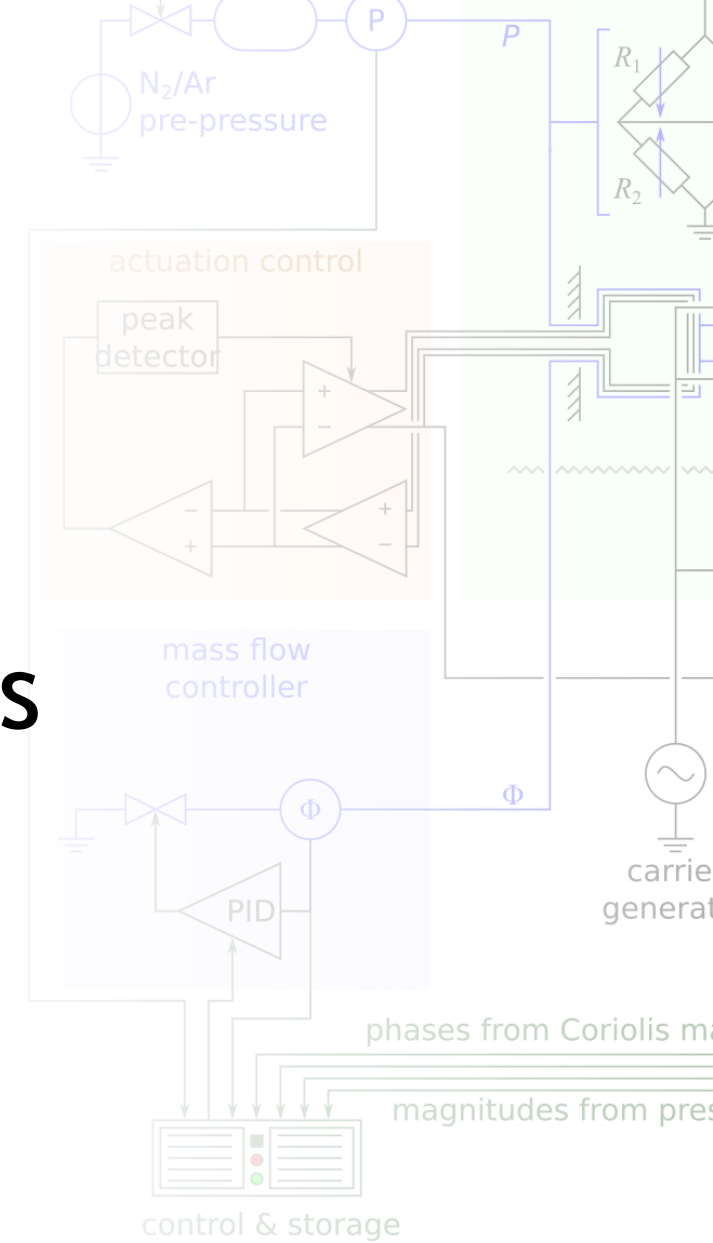 P
P
N₂/Ar
pre-pressure
R₁
R₂
actuation control
peak
detector
+
−
−
+
+
−
mass flow
controller
s
Φ
Φ
PID
carrie
generat
phases from Coriolis ma
magnitudes from pres
control & storage